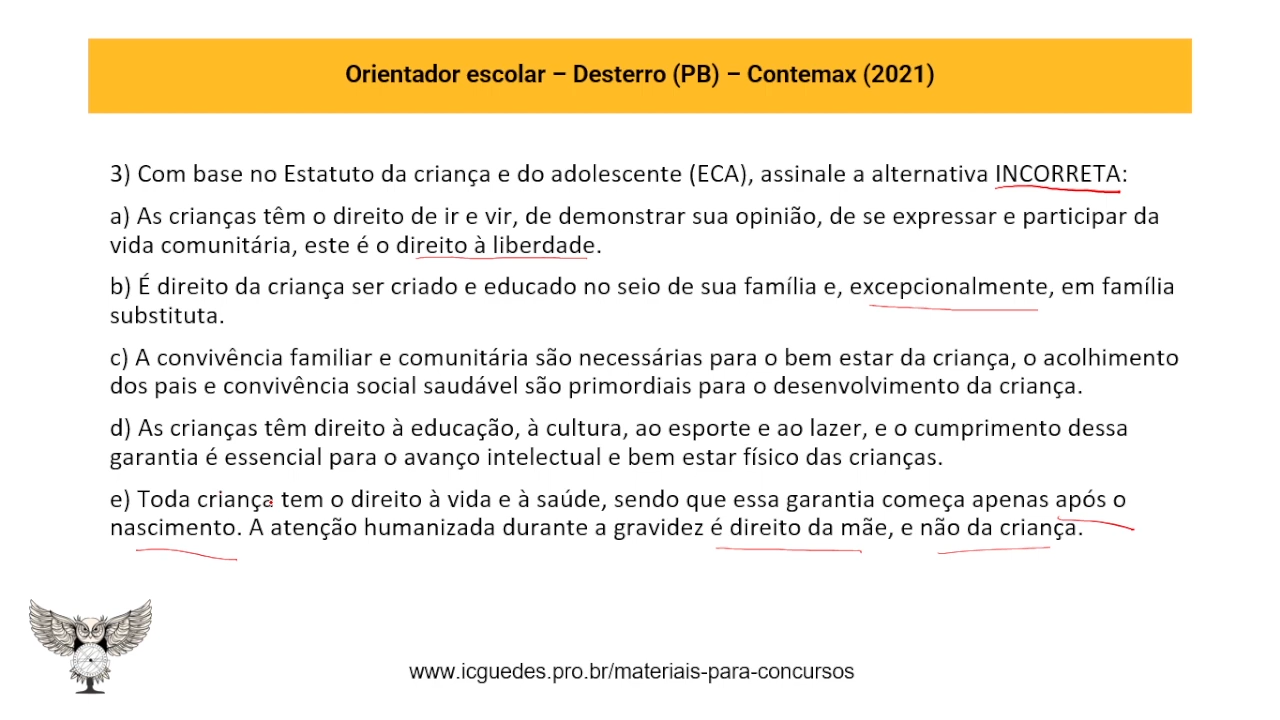 Orientador escolar – Desterro (PB) – Contemax (2021)
3) Com base no Estatuto da criança e do adolescente (ECA), assinale a alternativa INCORRETA:
a) As crianças têm o direito de ir e vir, de demonstrar sua opinião, de se expressar e participar da
vida comunitária, este é o direito à liberdade.
b) É direito da criança ser criado e educado no seio de sua família e, excepcionalmente, em família
substituta.
c) A convivência familiar e comunitária são necessárias para o bem estar da criança, o acolhimento
dos pais e convivência social saudável são primordiais para o desenvolvimento da criança.
d) As crianças têm direito à educação, à cultura, ao esporte e ao lazer, e o cumprimento dessa
garantia é essencial para o avanço intelectual e bem estar físico das crianças.
e) Toda criança tem o direito à vida e à saúde, sendo que essa garantia começa apenas após o
nascimento. A atenção humanizada durante a gravidez é direito da mãe, e não da criança.
www.icguedes.pro.br/materiais-para-concursos